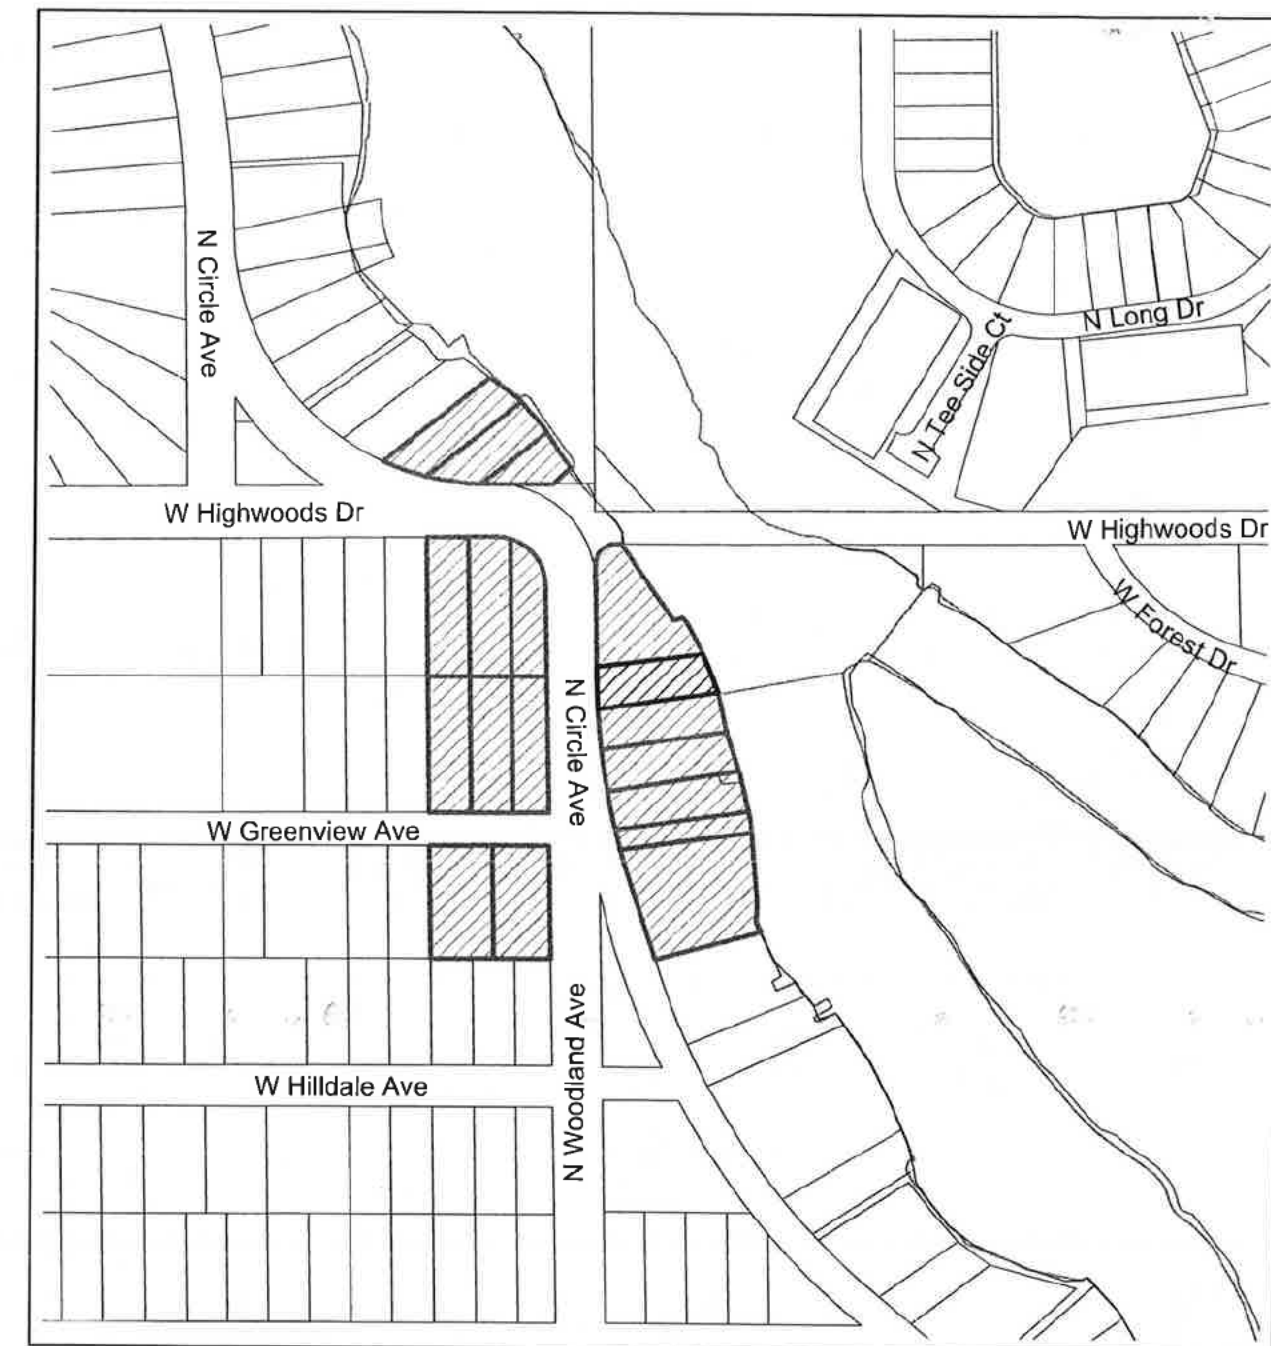 N Circle Ave
N Long Dr
N Tee Side Ct
W Highwoods Dr
W Highwoods Dr
W Forest Dr
N Circle Ave
W Greenview Ave
N Woodland Ave
W Hilldale Ave